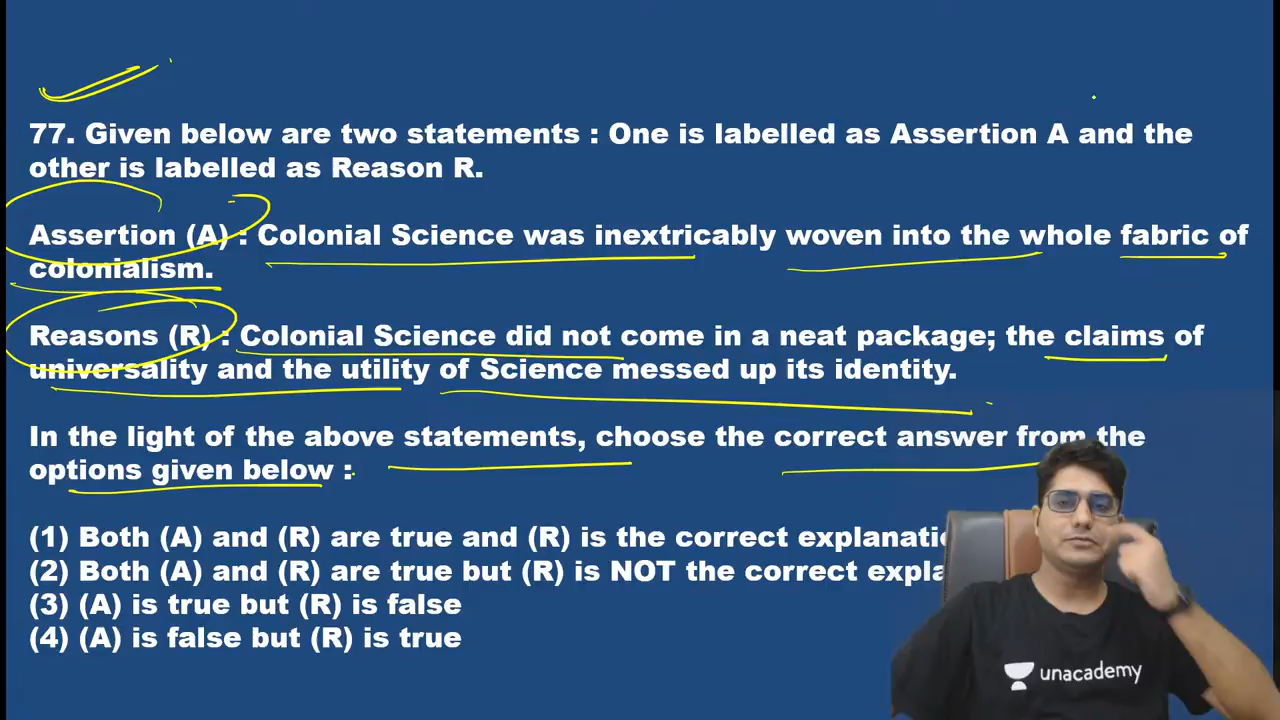 77. Given below are two statements : One is labelled as Assertion A and the
other is labelled as Reason R.
Assertion (A) : Colonial Science was inextricably woven into the whole fabric of
colonialism.
Reasons (R) : Colonial Science did not come in a neat package; the claims of
universality and the utility of Science messed up its identity.
In the light of the above statements, choose the correct answer from the
options given below :
(1) Both (A) and (R) are true and (R) is the correct
(2) Both (A) and (R) are true but (R) is NOT the correct
(3) (A) is true but (R) is false
(4) (A) is false but (R) is true
unacademy